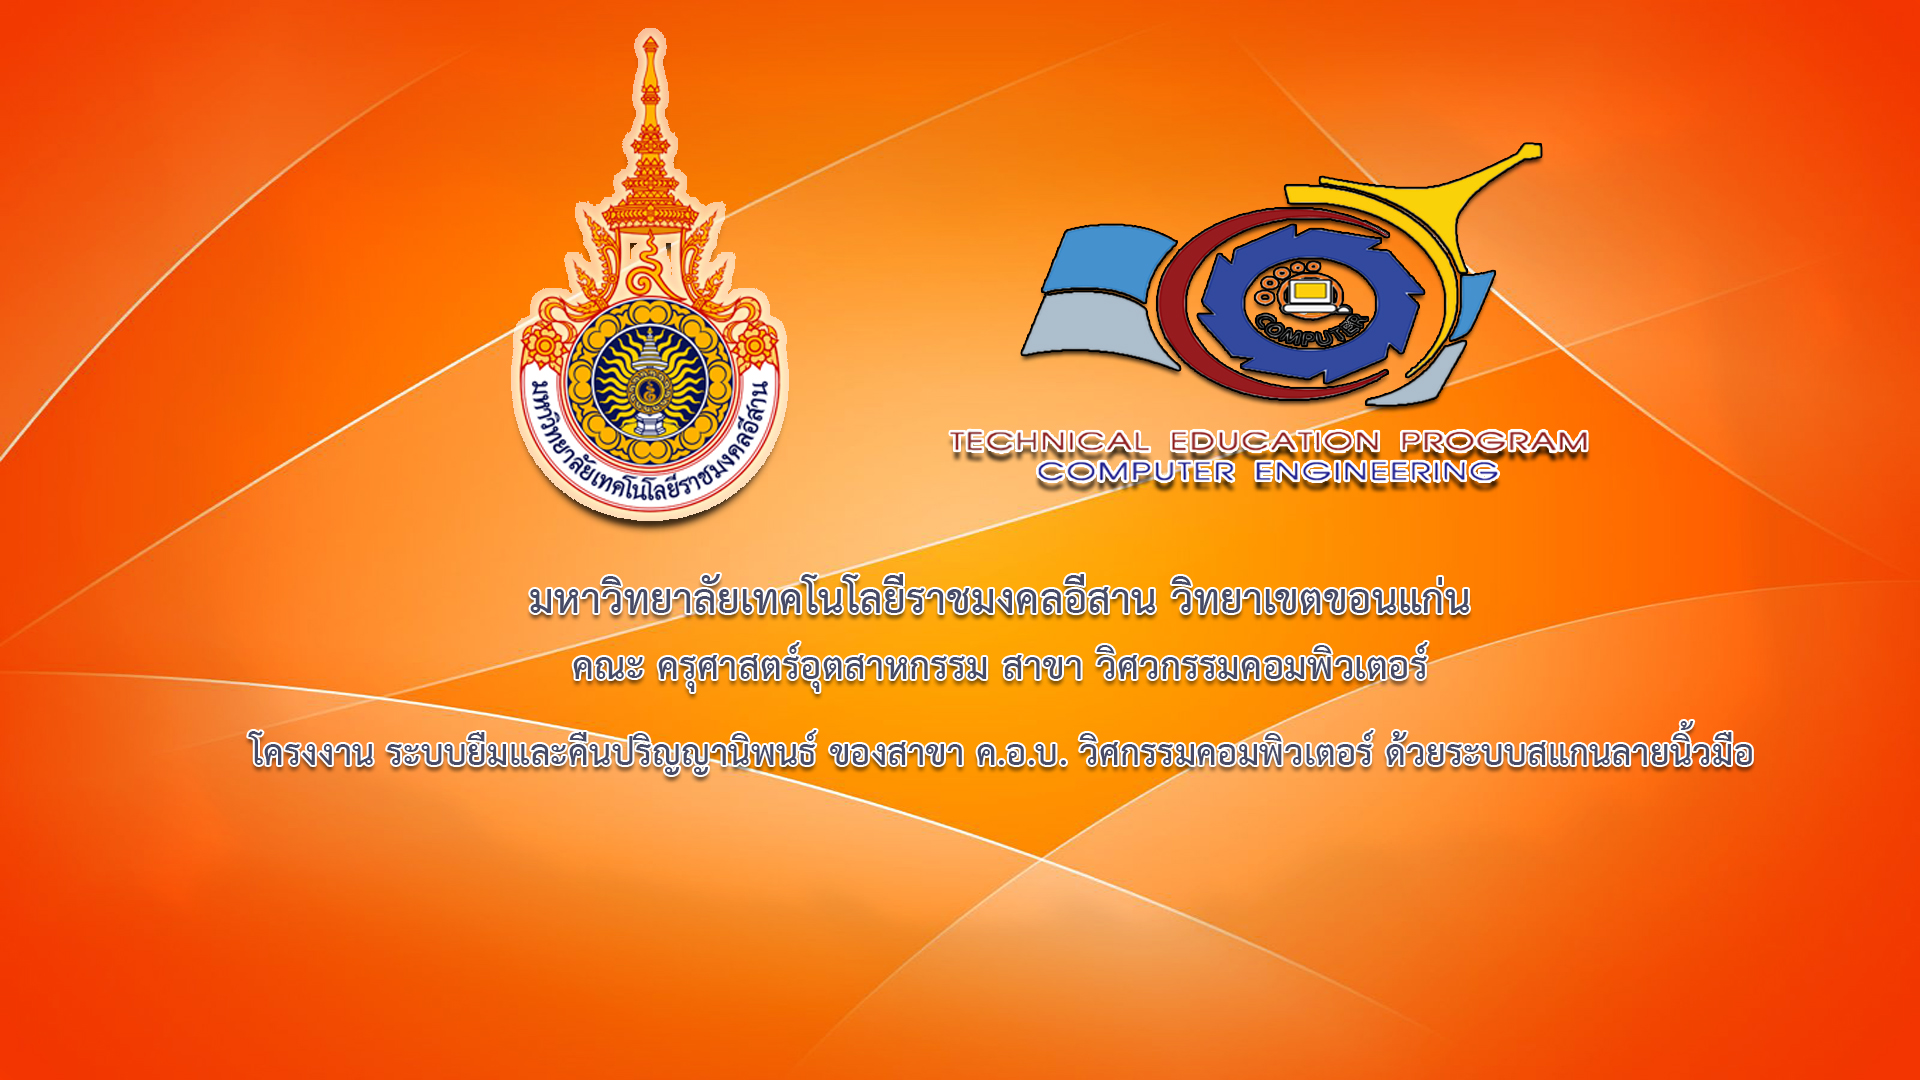 มหาวิทยาลัยเทคโนโลยีราชมงคลอีสาน
COMPUTER
TECHNICAL EDUCATION PROGRAM
COMPUTER ENGINEERING
มหาวิทยาลัยเทคโนโลยีราชมงคลอีสาน วิทยาเขตขอนแก่น
คณะ ครุศาสตร์อุตสาหกรรม สาขา วิศวกรรมคอมพิวเตอร์
โครงงาน ระบบยืมและคืนปริญญานิพนธ์ ของสาขา ค.อ.บ. วิศกรรมคอมพิวเตอร์ ด้วยระบบสแกนลายนิ้วมือ